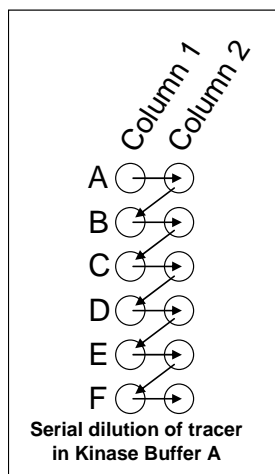 Column 1
Column 2
A
B
C
D
E
F
Serial dilution of tracer
in Kinase Buffer A